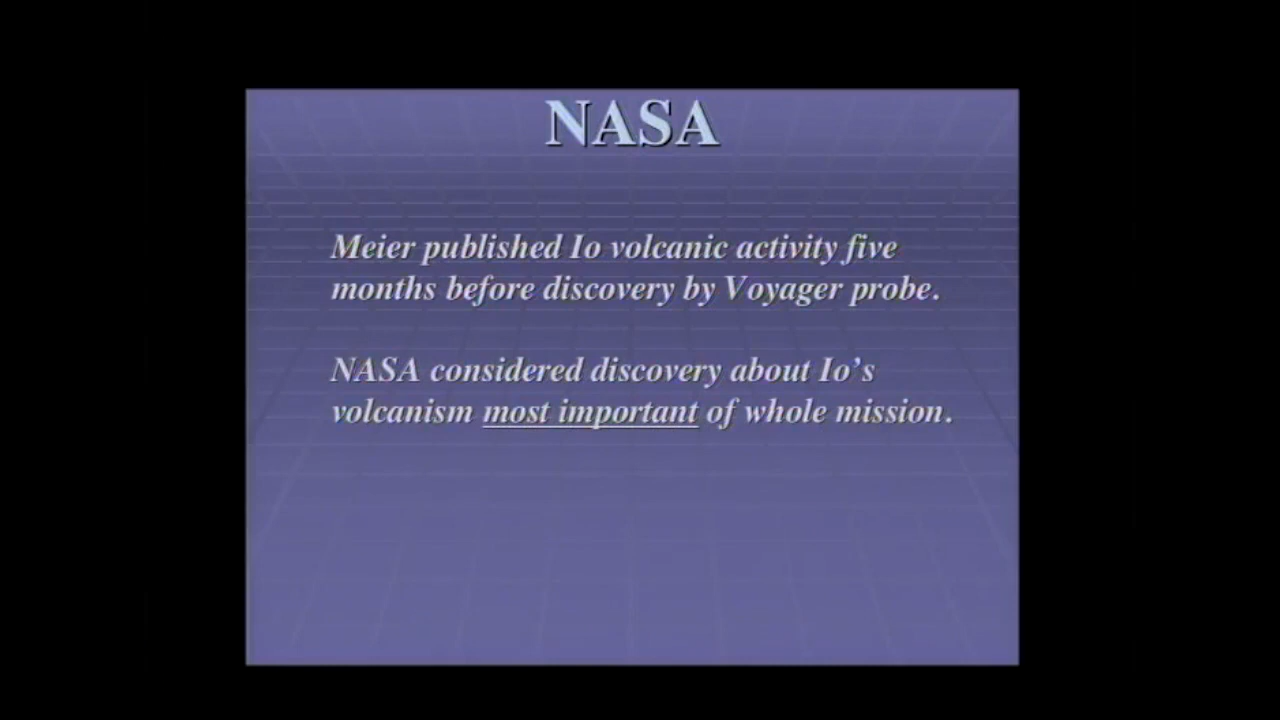 NASA
Meier published Io volcanic activity five
months before discovery by Voyager probe.
NASA considered discovery about Io's
volcanism most important of whole mission.